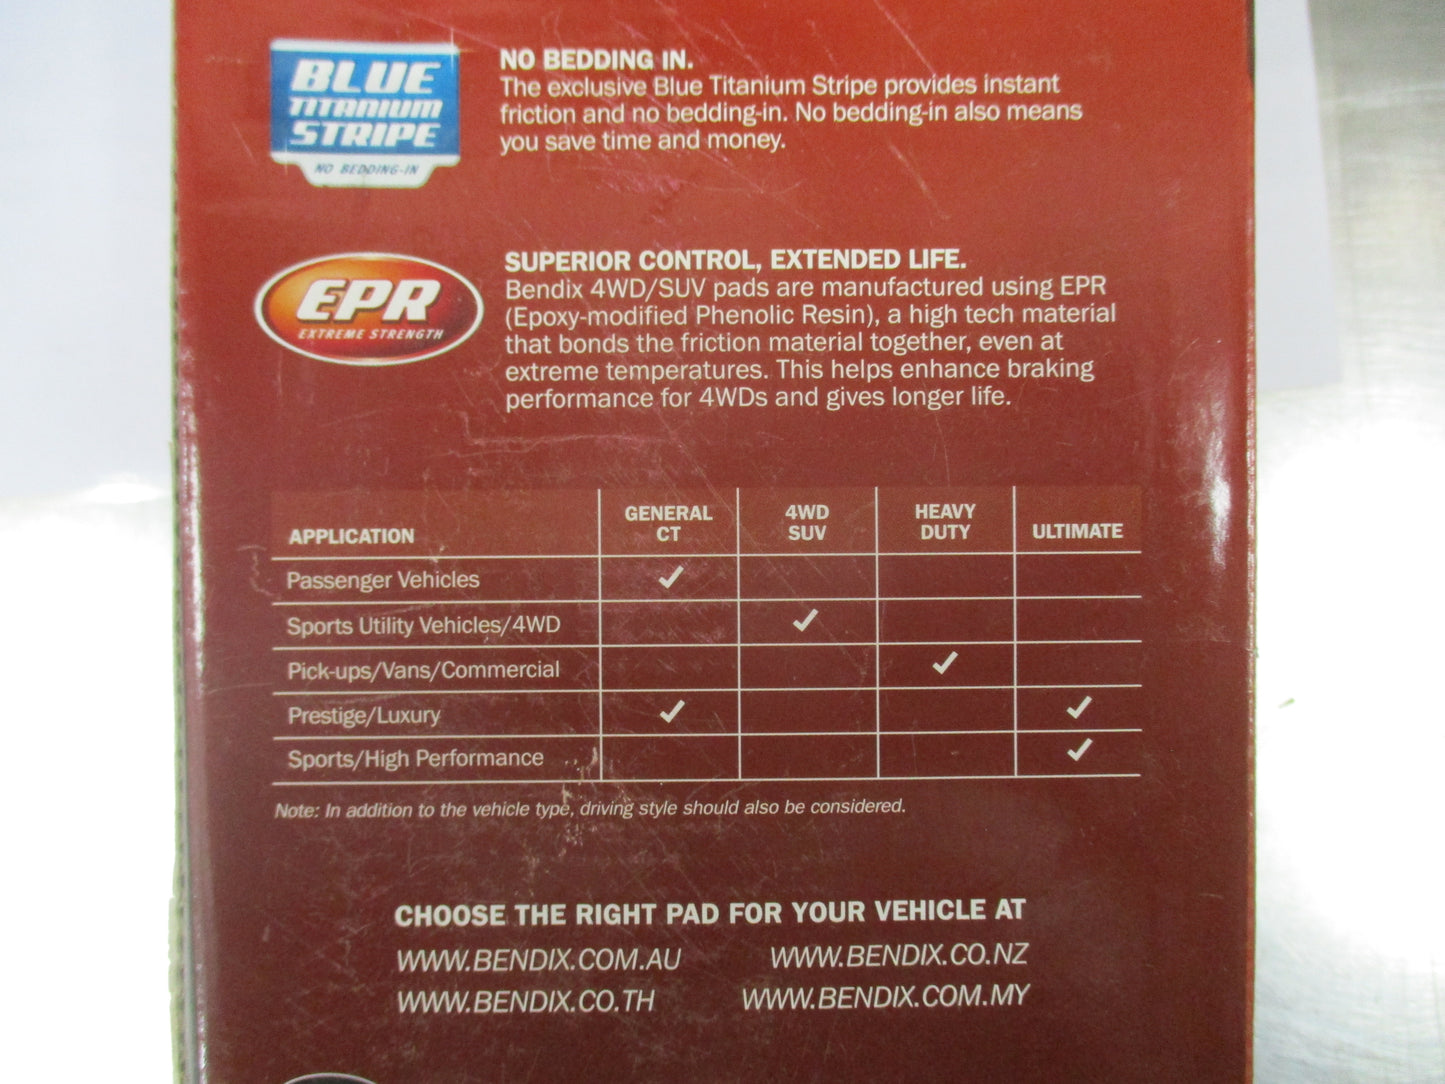 BLUE
TITANIUM
STRIPE
NO BEDDING-IN
NO BEDDING IN.
The exclusive Blue Titanium Stripe provides instant
friction and no bedding-in. No bedding-in also means
you save time and money.
EPR
EXTREME STRENGTH
SUPERIOR CONTROL, EXTENDED LIFE.
Bendix 4WD/SUV pads are manufactured using EPR
(Epoxy-modified Phenolic Resin), a high tech material
that bonds the friction material together, even at
extreme temperatures. This helps enhance braking
performance for 4WDs and gives longer life.
APPLICATION GENERAL CT 4WD SUV HEAVY DUTY ULTIMATE
Passenger Vehicles ✓
Sports Utility Vehicles/4WD ✓
Pick-ups/Vans/Commercial ✓
Prestige/Luxury ✓ ✓
Sports/High Performance ✓
Note: In addition to the vehicle type, driving style should also be considered.
CHOOSE THE RIGHT PAD FOR YOUR VEHICLE AT
WWW.BENDIX.COM.AU WWW.BENDIX.CO.NZ
WWW.BENDIX.CO.TH WWW.BENDIX.COM.MY